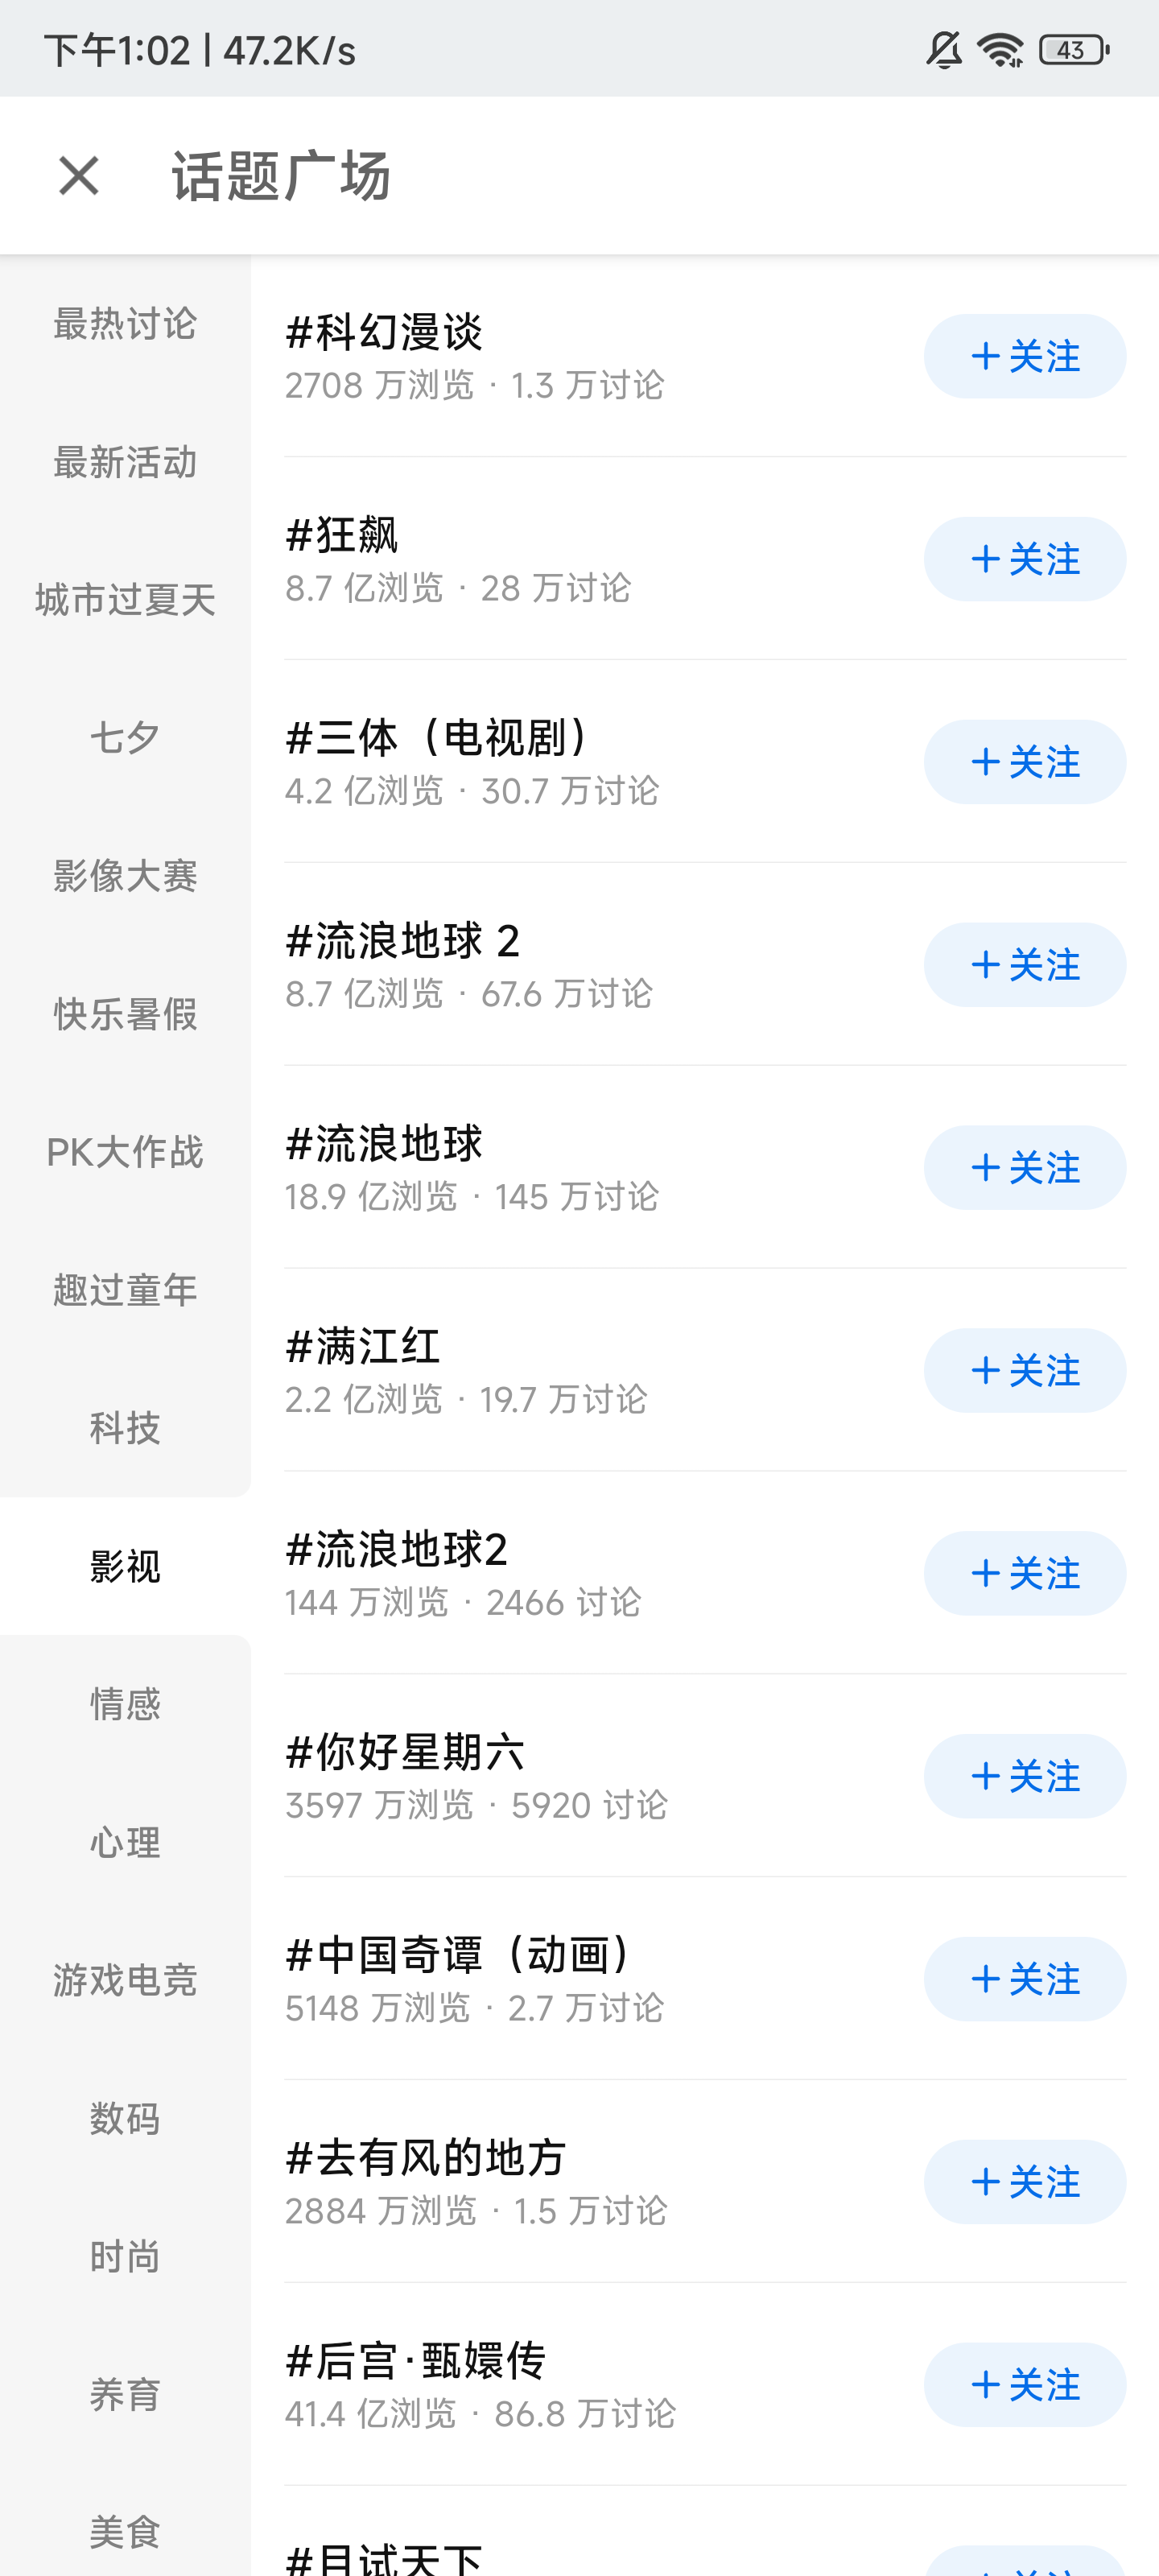 下午1:02 | 47.2K/s
43
话题广场
最热讨论
最新活动
城市过夏天
七夕
影像大赛
快乐暑假
PK大作战
趣过童年
科技
影视
情感
心理
游戏电竞
数码
时尚
养育
美食
#科幻漫谈
2708 万浏览 · 1.3 万讨论
+关注
#狂飙
8.7 亿浏览 · 28 万讨论
+关注
#三体（电视剧）
4.2 亿浏览 · 30.7 万讨论
+关注
#流浪地球 2
8.7 亿浏览 · 67.6 万讨论
+关注
#流浪地球
18.9 亿浏览 · 145 万讨论
+关注
#满江红
2.2 亿浏览 · 19.7 万讨论
+关注
#流浪地球2
144 万浏览 · 2466 讨论
+关注
#你好星期六
3597 万浏览 · 5920 讨论
+关注
#中国奇谭（动画）
5148 万浏览 · 2.7 万讨论
+关注
#去有风的地方
2884 万浏览 · 1.5 万讨论
+关注
#后宫·甄嬛传
41.4 亿浏览 · 86.8 万讨论
+关注
#且试天下